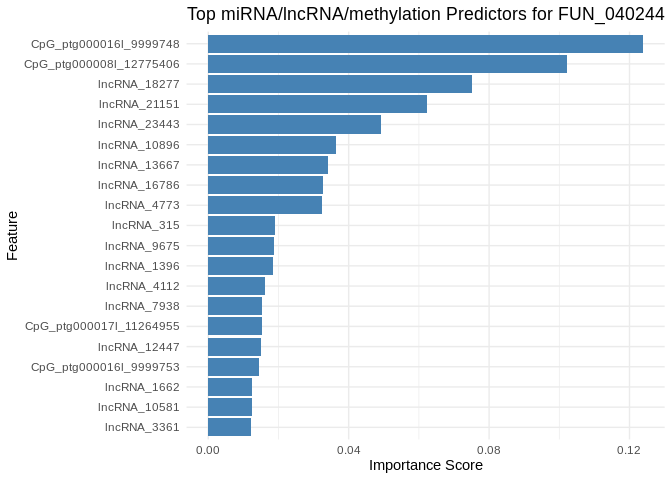 Top miRNA/lncRNA/methylation Predictors for FUN_040244
Feature
CpG_ptg000016l_9999748
CpG_ptg000008l_12775406
lncRNA_18277
lncRNA_21151
lncRNA_23443
lncRNA_10896
lncRNA_13667
lncRNA_16786
lncRNA_4773
lncRNA_315
lncRNA_9675
lncRNA_1396
lncRNA_4112
lncRNA_7938
CpG_ptg000017l_11264955
lncRNA_12447
CpG_ptg000016l_9999753
lncRNA_1662
lncRNA_10581
lncRNA_3361
0.00 0.04 0.08 0.12
Importance Score